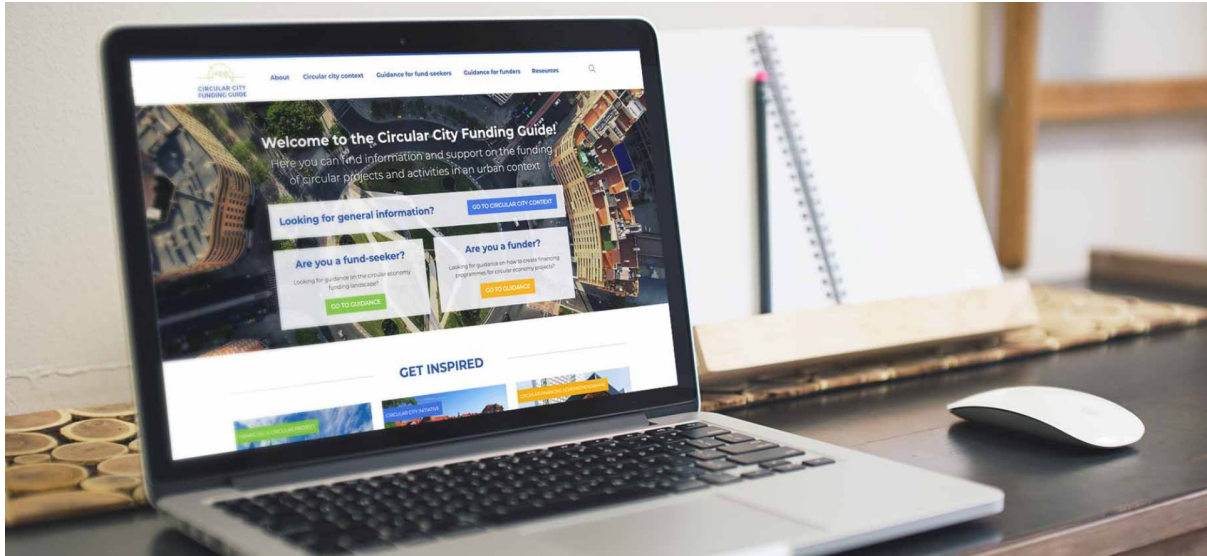 CIRCULAR CITY
FUNDING GUIDE
About
Circular city context
Guidance for fund-seekers
Guidance for funders
Resources
Welcome to the Circular City Funding Guide!
Here you can find information and support on the funding
of circular projects and activities in an urban context
Looking for general information?
GO TO CIRCULAR CITY CONTEXT
Are you a fund-seeker?
Looking for guidance on the circular economy
funding landscape?
GO TO GUIDANCE
Are you a funder?
Looking for guidance on how to create financing
programmes for circular economy projects?
GO TO GUIDANCE
GET INSPIRED
FINANCING A CIRCULAR PROJECT
CIRCULAR CITY INITIATIVE